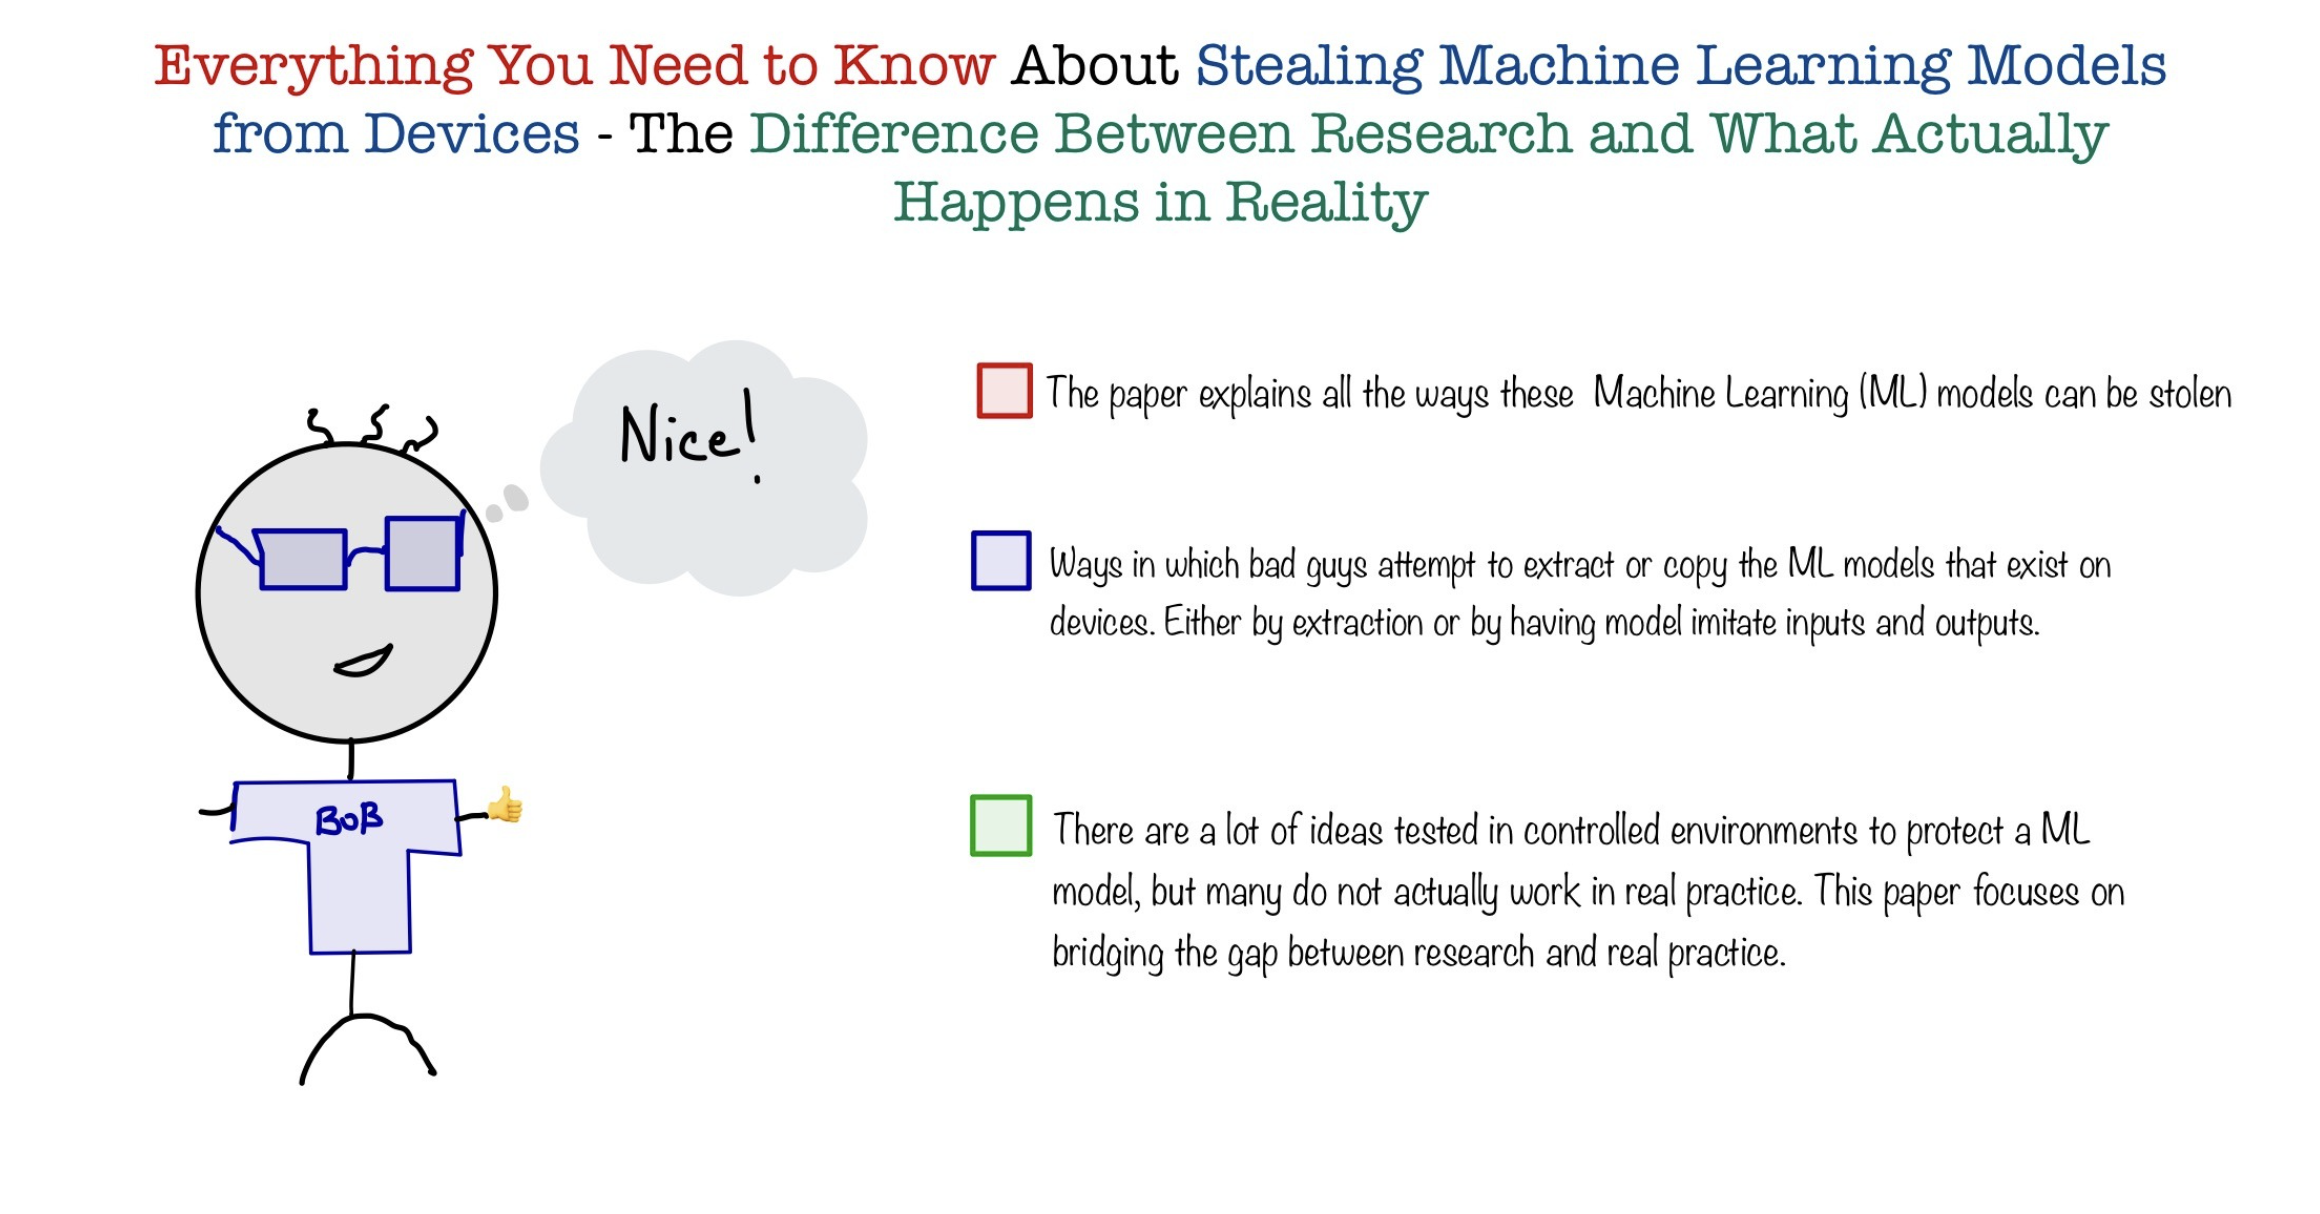 Everything You Need to Know About Stealing Machine Learning Models
from Devices - The Difference Between Research and What Actually
Happens in Reality
Nice!
BOB
The paper explains all the ways these Machine Learning (ML) models can be stolen
Ways in which bad guys attempt to extract or copy the ML models that exist on
devices. Either by extraction or by having model imitate inputs and outputs.
There are a lot of ideas tested in controlled environments to protect a ML
model, but many do not actually work in real practice. This paper focuses on
bridging the gap between research and real practice.